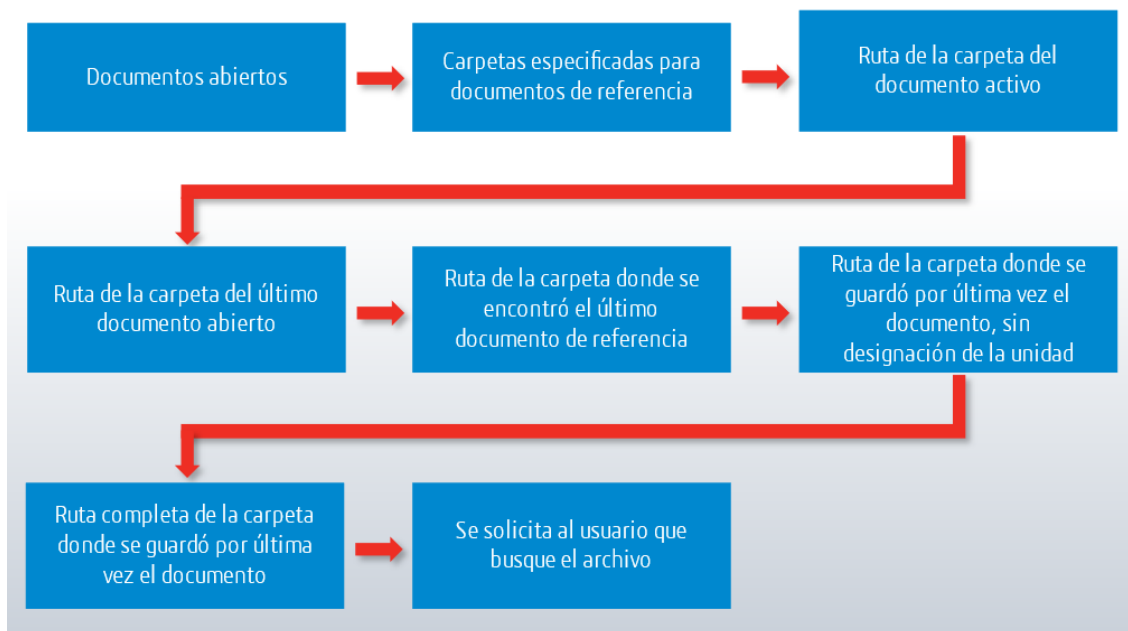 Documentos abiertos
Carpetas especificadas para
documentos de referencia
Ruta de la carpeta del
documento activo
Ruta de la carpeta del último
documento abierto
Ruta de la carpeta donde se
encontró el último
documento de referencia
Ruta de la carpeta donde se
guardó por última vez el
documento, sin
designación de la unidad
Ruta completa de la carpeta
donde se guardó por última
vez el documento
Se solicita al usuario que
busque el archivo